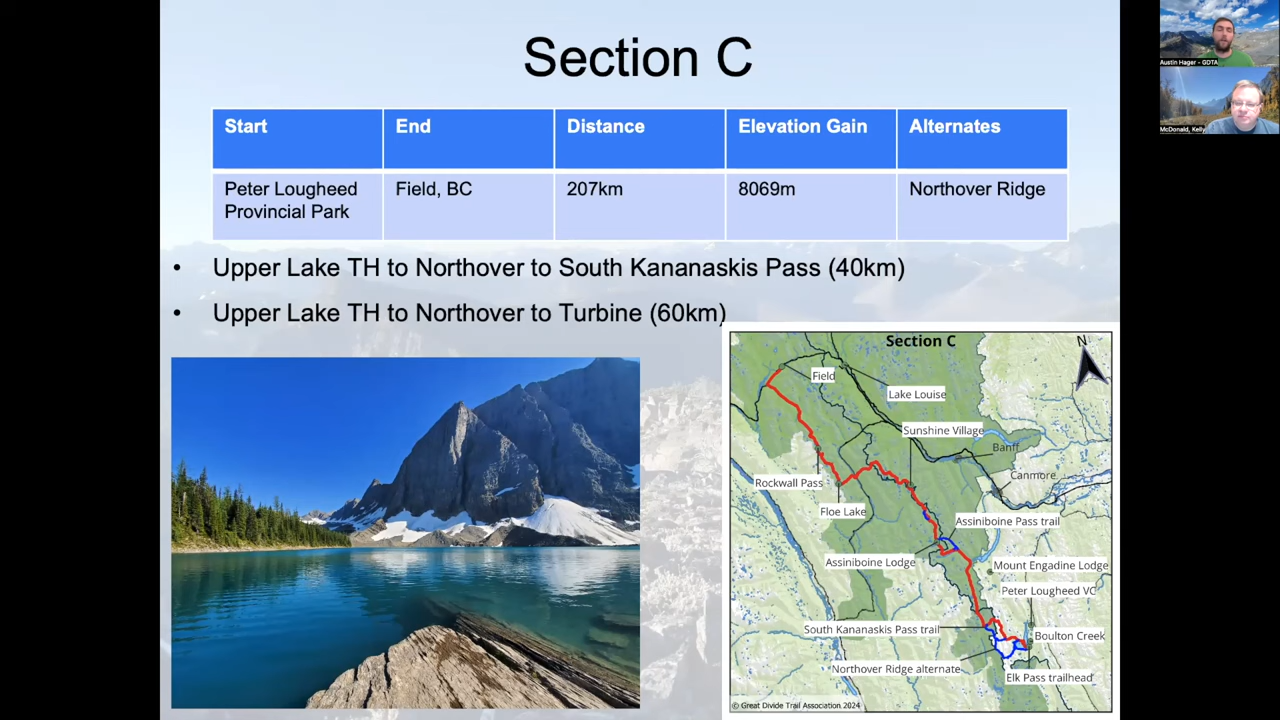 Section C
Start
End
Distance
Elevation Gain
Alternates
Peter Lougheed
Provincial Park
Field, BC
207km
8069m
Northover Ridge
• Upper Lake TH to Northover to South Kananaskis Pass (40km)
• Upper Lake TH to Northover to Turbine (60km)
Section C
N
Field
Lake Louise
Sunshine Village
Banff
Canmore
Rockwall Pass
Floe Lake
Assiniboine Pass trail
Assiniboine Lodge
Mount Engadine Lodge
Peter Lougheed VC
South Kananaskis Pass trail
Boulton Creek
Northover Ridge alternate
Elk Pass trailhead
© Great Divide Trail Association 2024
Austin Hager - GDTA
McDonald, Kelly